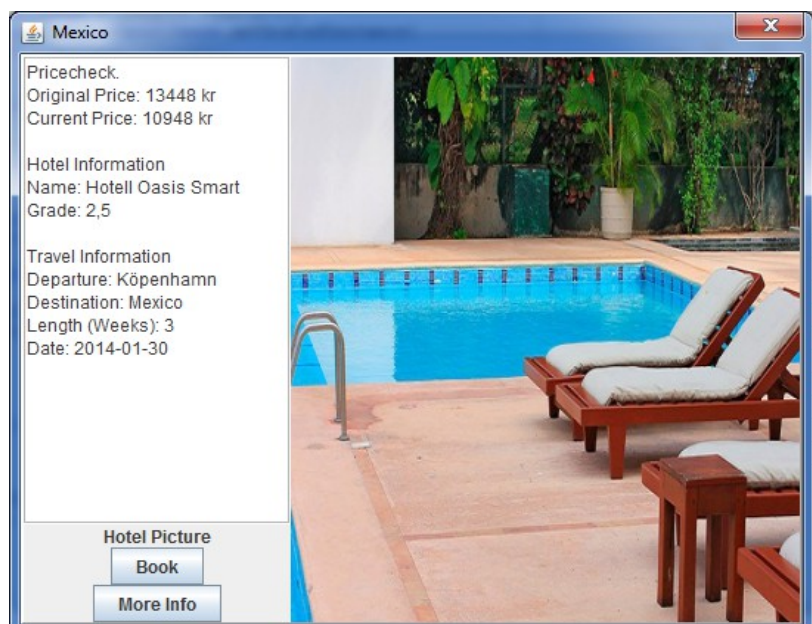 Mexico
Pricecheck.
Original Price: 13448 kr
Current Price: 10948 kr
Hotel Information
Name: Hotell Oasis Smart
Grade: 2,5
Travel Information
Departure: Köpenhamn
Destination: Mexico
Length (Weeks): 3
Date: 2014-01-30
Hotel Picture
Book
More Info